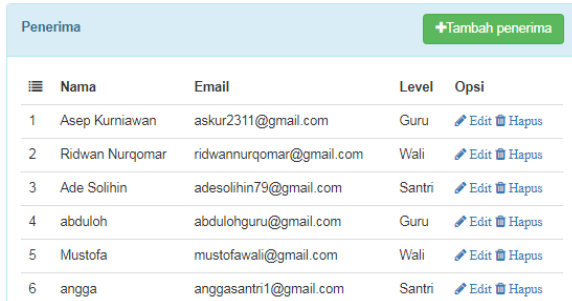 Penerima +Tambah penerima
Nama Email Level Opsi
1 Asep Kurniawan askur2311@gmail.com Guru Edit Hapus
2 Ridwan Nurqomar ridwannurqomar@gmail.com Wali Edit Hapus
3 Ade Solihin adesolihin79@gmail.com Santri Edit Hapus
4 abduloh abdulohguru@gmail.com Guru Edit Hapus
5 Mustofa mustofawali@gmail.com Wali Edit Hapus
6 angga anggasantri1@gmail.com Santri Edit Hapus